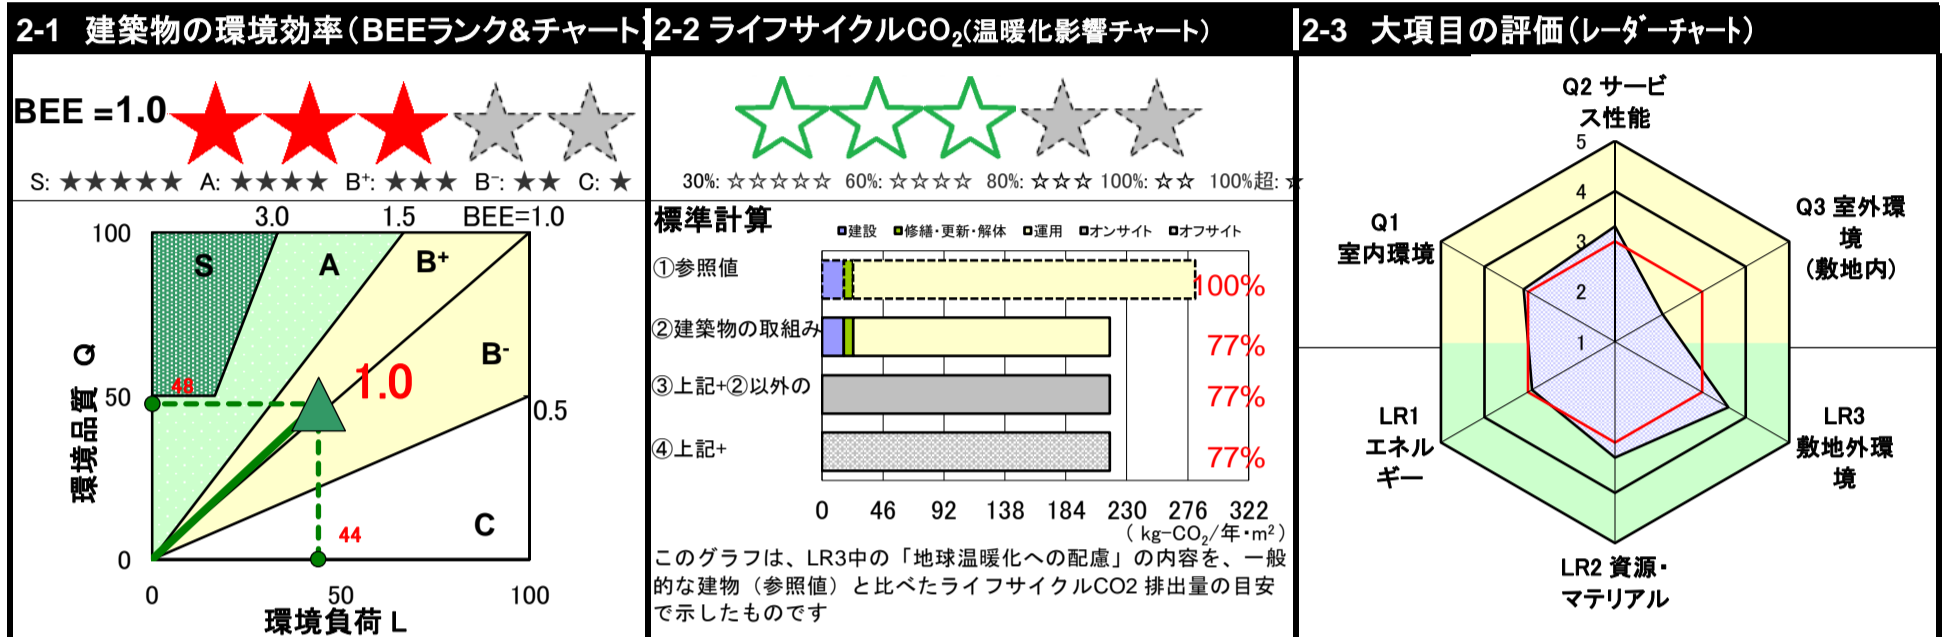 2-1 建築物の環境効率(BEEランク&チャート)
BEE =1.0
S: ★★★★★ A: ★★★★ B+: ★★★ B-: ★★ C: ★
3.0 1.5 BEE=1.0
100
S
A
B+
B-
C
48
50
1.0
0.5
44
0
0 50 100
環境品質 Q
環境負荷 L
2-2 ライフサイクルCO2(温暖化影響チャート)
30%: ☆☆☆☆☆ 60%: ☆☆☆☆ 80%: ☆☆☆ 100%: ☆☆ 100%超: ☆
標準計算
建設 修繕・更新・解体 運用 オンサイト オフサイト
①参照値 100%
②建築物の取組み 77%
③上記+②以外の 77%
④上記+ 77%
0 46 92 138 184 230 276 322
( kg-CO2/年・m2 )
このグラフは、LR3中の「地球温暖化への配慮」の内容を、一般
的な建物(参照値)と比べたライフサイクルCO2 排出量の目安
で示したものです
2-3 大項目の評価(レーダーチャート)
Q2 サービ
ス性能
5
4
3
2
1
Q1
室内環境
Q3 室外環
境
(敷地内)
LR1
エネル
ギー
LR3
敷地外環
境
LR2 資源・
マテリアル